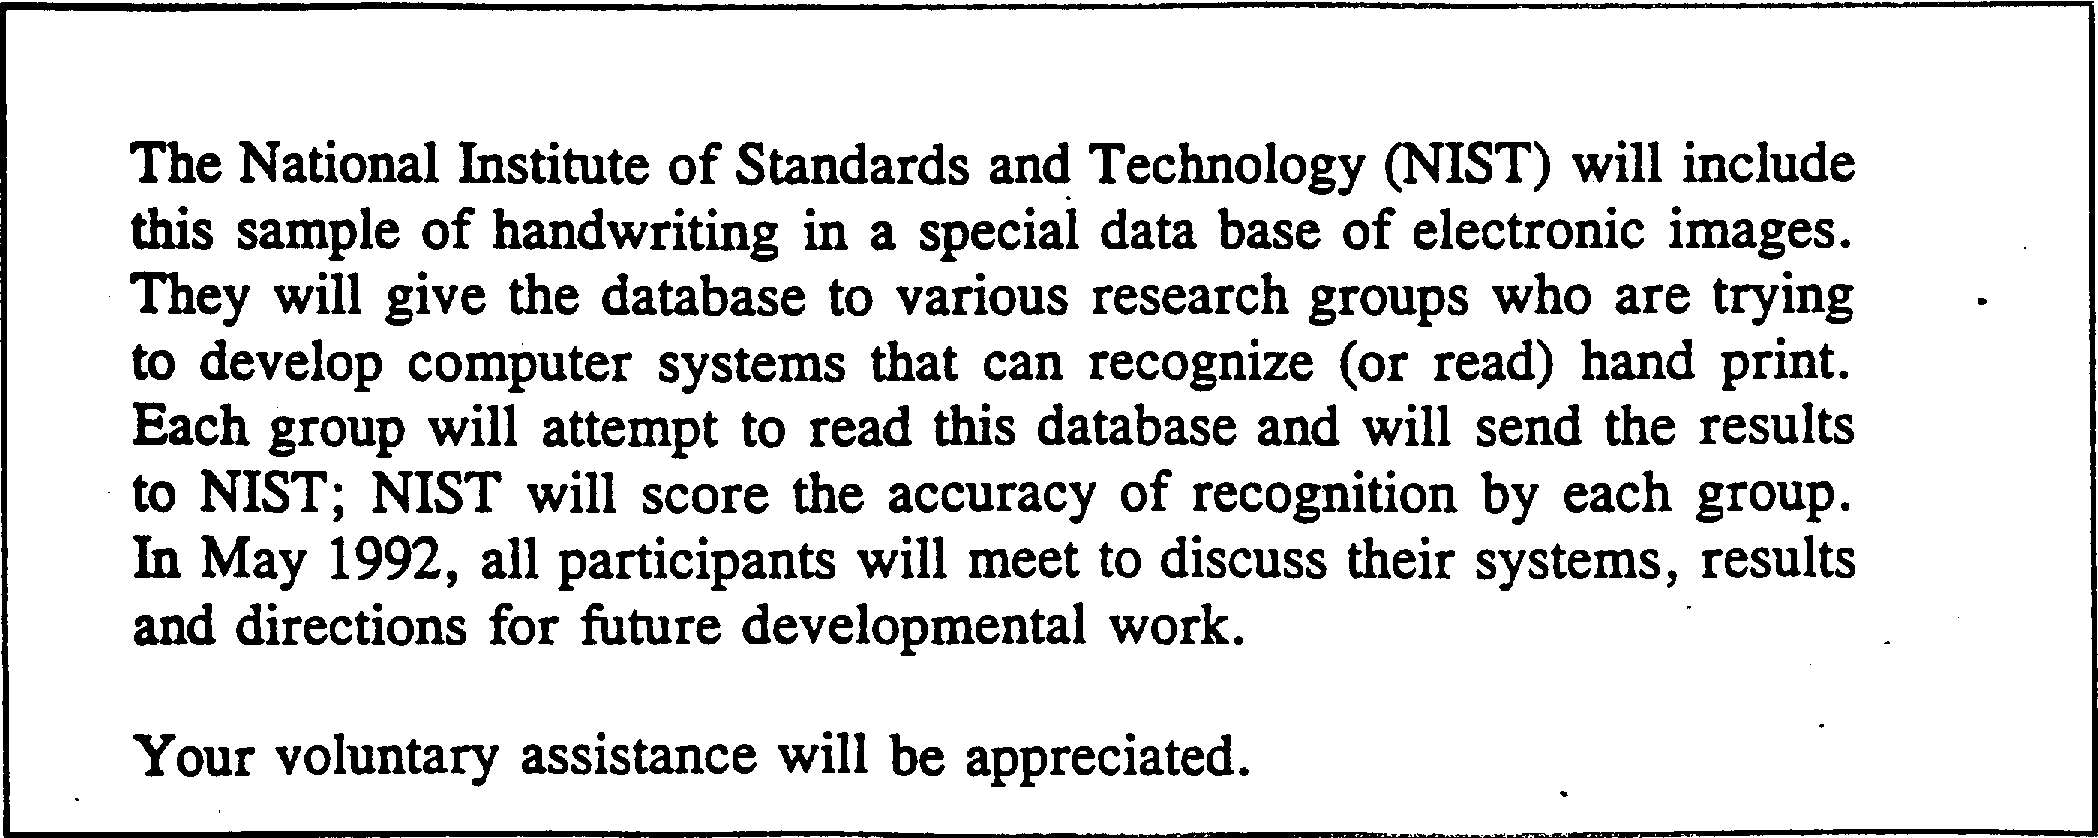 The National Institute of Standards and Technology (NIST) will include
this sample of handwriting in a special data base of electronic images.
They will give the database to various research groups who are trying
to develop computer systems that can recognize (or read) hand print.
Each group will attempt to read this database and will send the results
to NIST; NIST will score the accuracy of recognition by each group.
In May 1992, all participants will meet to discuss their systems, results
and directions for future developmental work.
Your voluntary assistance will be appreciated.